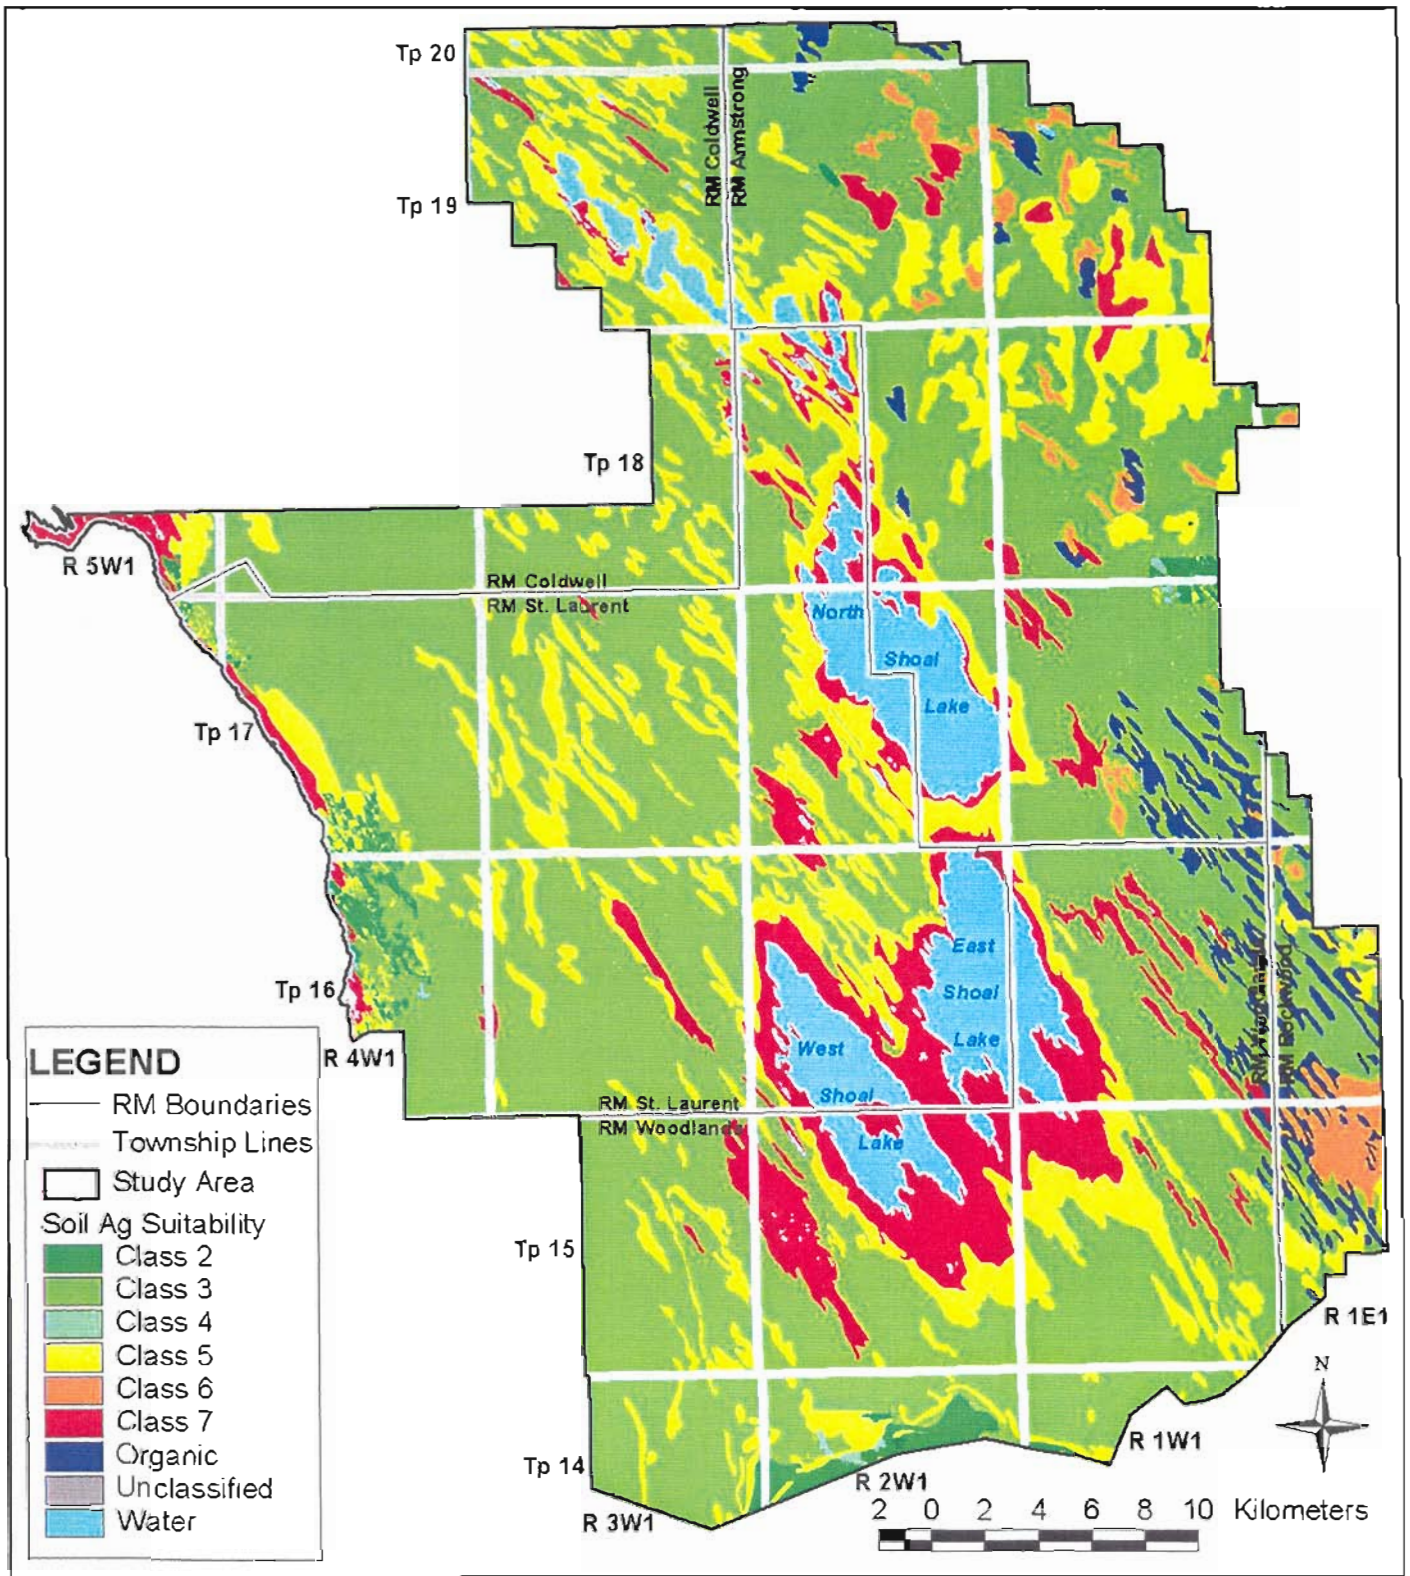 Tp 20
RM Coldwell
RM Armstrong
Tp 19
Tp 18
R 5W1
RM Coldwell
RM St. Laurent
North
Shoal
Lake
Tp 17
East
Shoal
Lake
Tp 16
RM Rockwood
R 4W1
West
Shoal
Lake
RM St. Laurent
RM Woodlands
Tp 15
R 1E1
N
Tp 14
R 1W1
R 2W1
R 3W1
2 0 2 4 6 8 10 Kilometers
LEGEND
RM Boundaries
Township Lines
Study Area
Soil Ag Suitability
Class 2
Class 3
Class 4
Class 5
Class 6
Class 7
Organic
Unclassified
Water